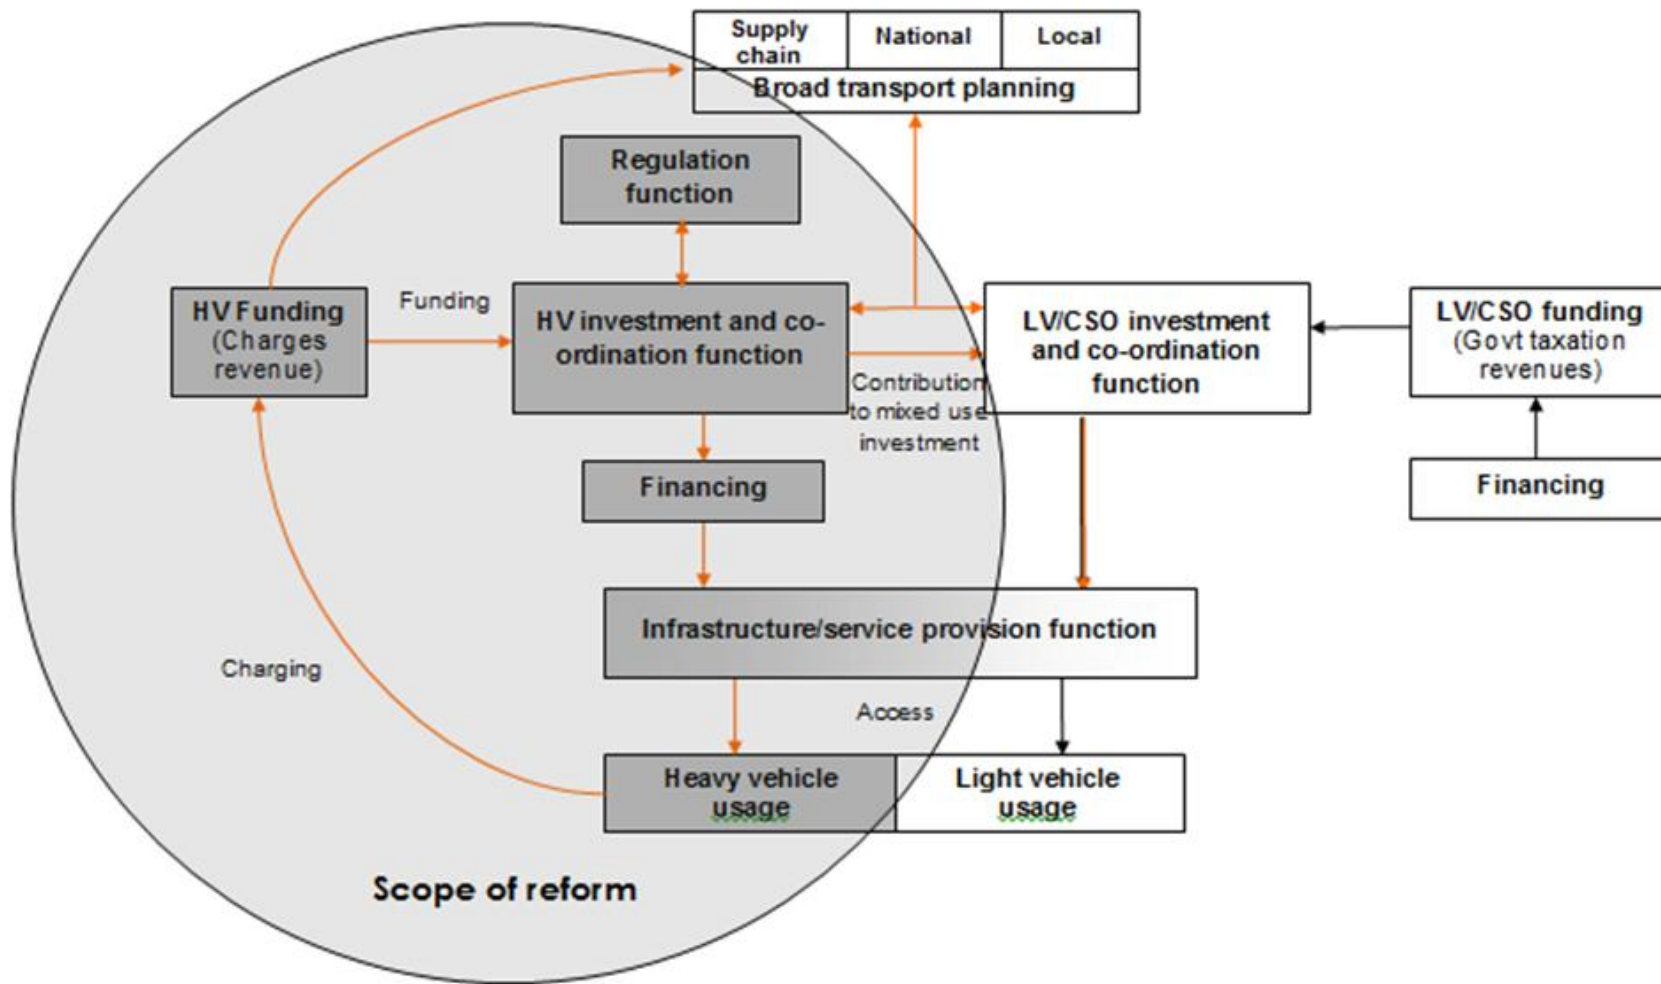 Supply
chain
National
Local
Broad transport planning
Regulation
function
HV Funding
(Charges
revenue)
Funding
HV investment and co-
ordination function
LV/CSO investment
and co-ordination
function
LV/CSO funding
(Govt taxation
revenues)
Contribution
to mixed use
investment
Financing
Financing
Infrastructure/service provision function
Charging
Access
Heavy vehicle
usage
Light vehicle
usage
Scope of reform